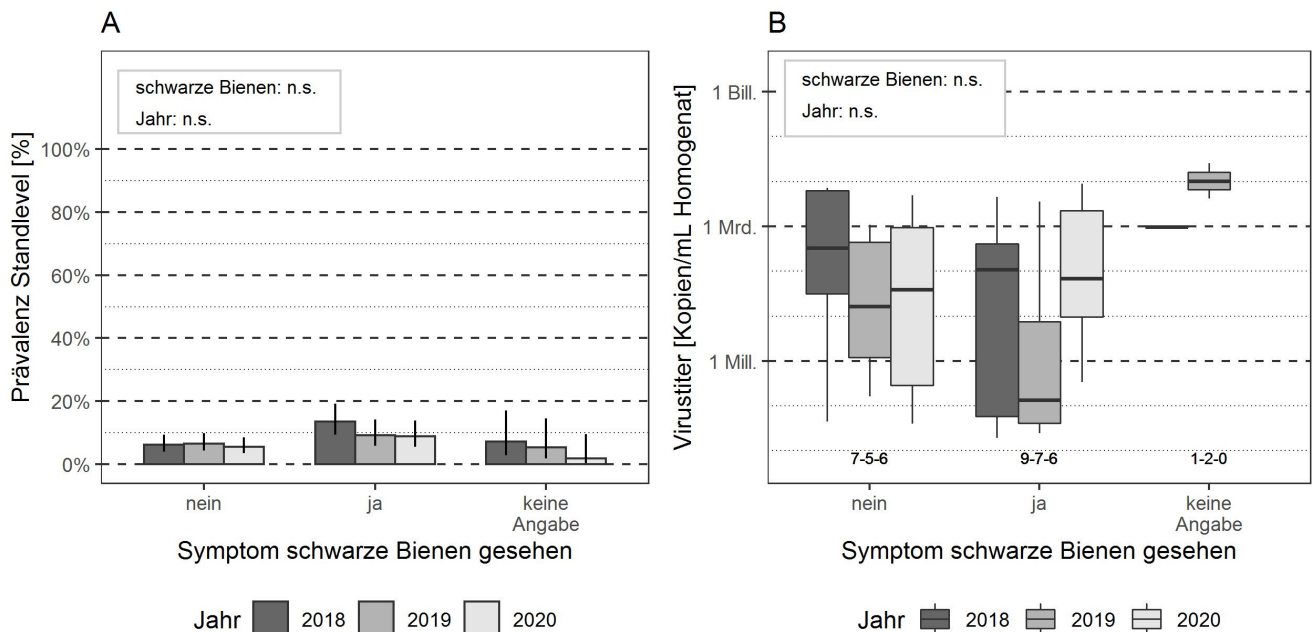 A
schwarze Bienen: n.s.
Jahr: n.s.
Prävalenz Standlevel [%]
100%
80%
60%
40%
20%
0%
nein
ja
keine
Angabe
Symptom schwarze Bienen gesehen
Jahr
2018
2019
2020
B
schwarze Bienen: n.s.
Jahr: n.s.
Virustiter [Kopien/mL Homogenat]
1 Bill.
1 Mrd.
1 Mill.
7-5-6
9-7-6
1-2-0
nein
ja
keine
Angabe
Symptom schwarze Bienen gesehen
Jahr
2018
2019
2020